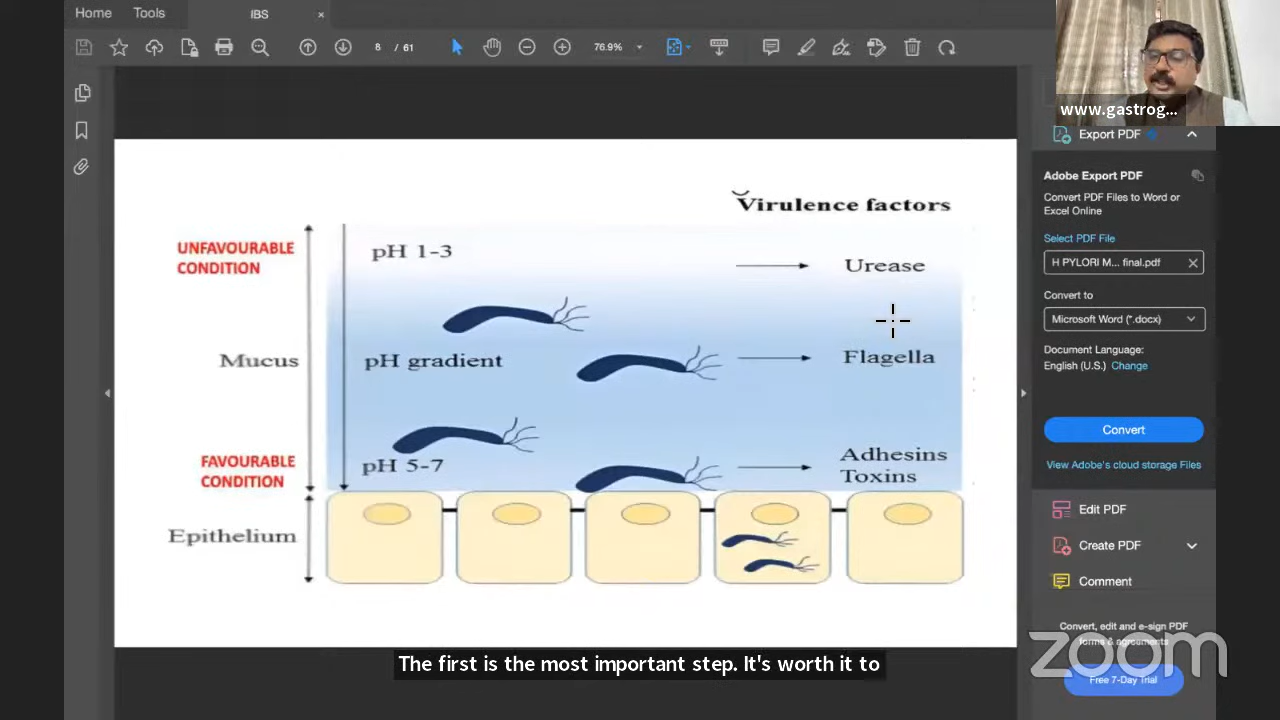 Home Tools IBS ×
8 / 61 76.9%
www.gastrog...
Export PDF
Adobe Export PDF
Convert PDF Files to Word or
Excel Online
Select PDF File
H PYLORI M... final.pdf
Convert to
Microsoft Word (*.docx)
Document Language:
English (U.S.) Change
Convert
View Adobe's cloud storage Files
Edit PDF
Create PDF
Comment
Convert, edit and e-sign PDF
forms & agreements
Free 7-Day Trial
zoom
Virulence factors
UNFAVOURABLE
CONDITION
pH 1-3
Urease
Mucus
pH gradient
Flagella
FAVOURABLE
CONDITION
pH 5-7
Adhesins
Toxins
Epithelium
The first is the most important step. It's worth it to